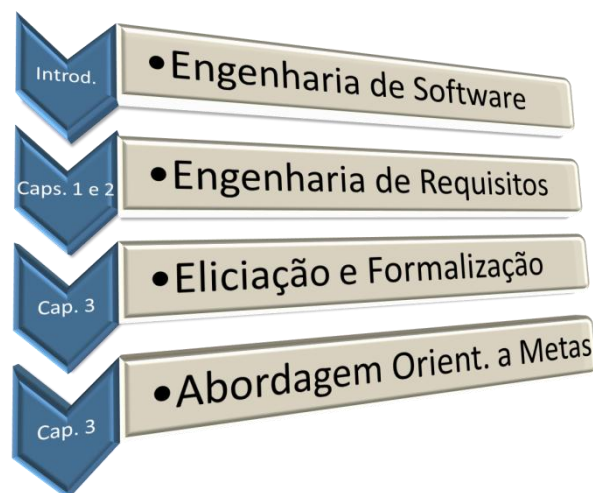 Introd.
•Engenharia de Software
Caps. 1 e 2
•Engenharia de Requisitos
Cap. 3
•Eliciação e Formalização
Cap. 3
•Abordagem Orient. a Metas